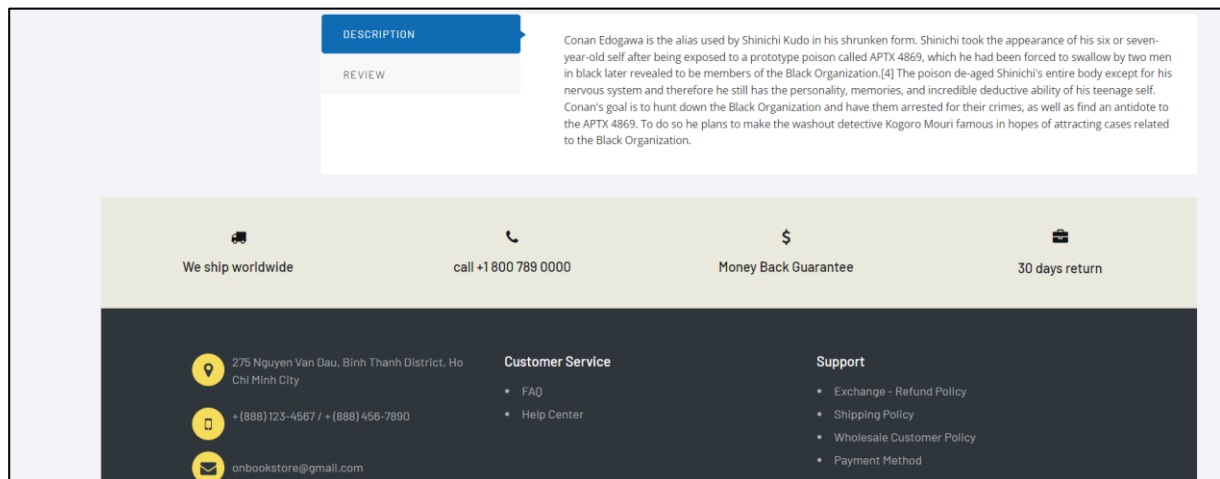 DESCRIPTION
REVIEW
Conan Edogawa is the alias used by Shinichi Kudo in his shrunken form. Shinichi took the appearance of his six or seven-
year-old self after being exposed to a prototype poison called APTX 4869, which he had been forced to swallow by two men
in black later revealed to be members of the Black Organization.[4] The poison de-aged Shinichi's entire body except for his
nervous system and therefore he still has the personality, memories, and incredible deductive ability of his teenage self.
Conan's goal is to hunt down the Black Organization and have them arrested for their crimes, as well as find an antidote to
the APTX 4869. To do so he plans to make the washout detective Kogoro Mouri famous in hopes of attracting cases related
to the Black Organization.
We ship worldwide
call +1 800 789 0000
Money Back Guarantee
30 days return
275 Nguyen Van Dau, Binh Thanh District, Ho
Chi Minh City
+ (888) 123-4567 / + (888) 456-7890
onbookstore@gmail.com
Customer Service
• FAQ
• Help Center
Support
• Exchange - Refund Policy
• Shipping Policy
• Wholesale Customer Policy
• Payment Method